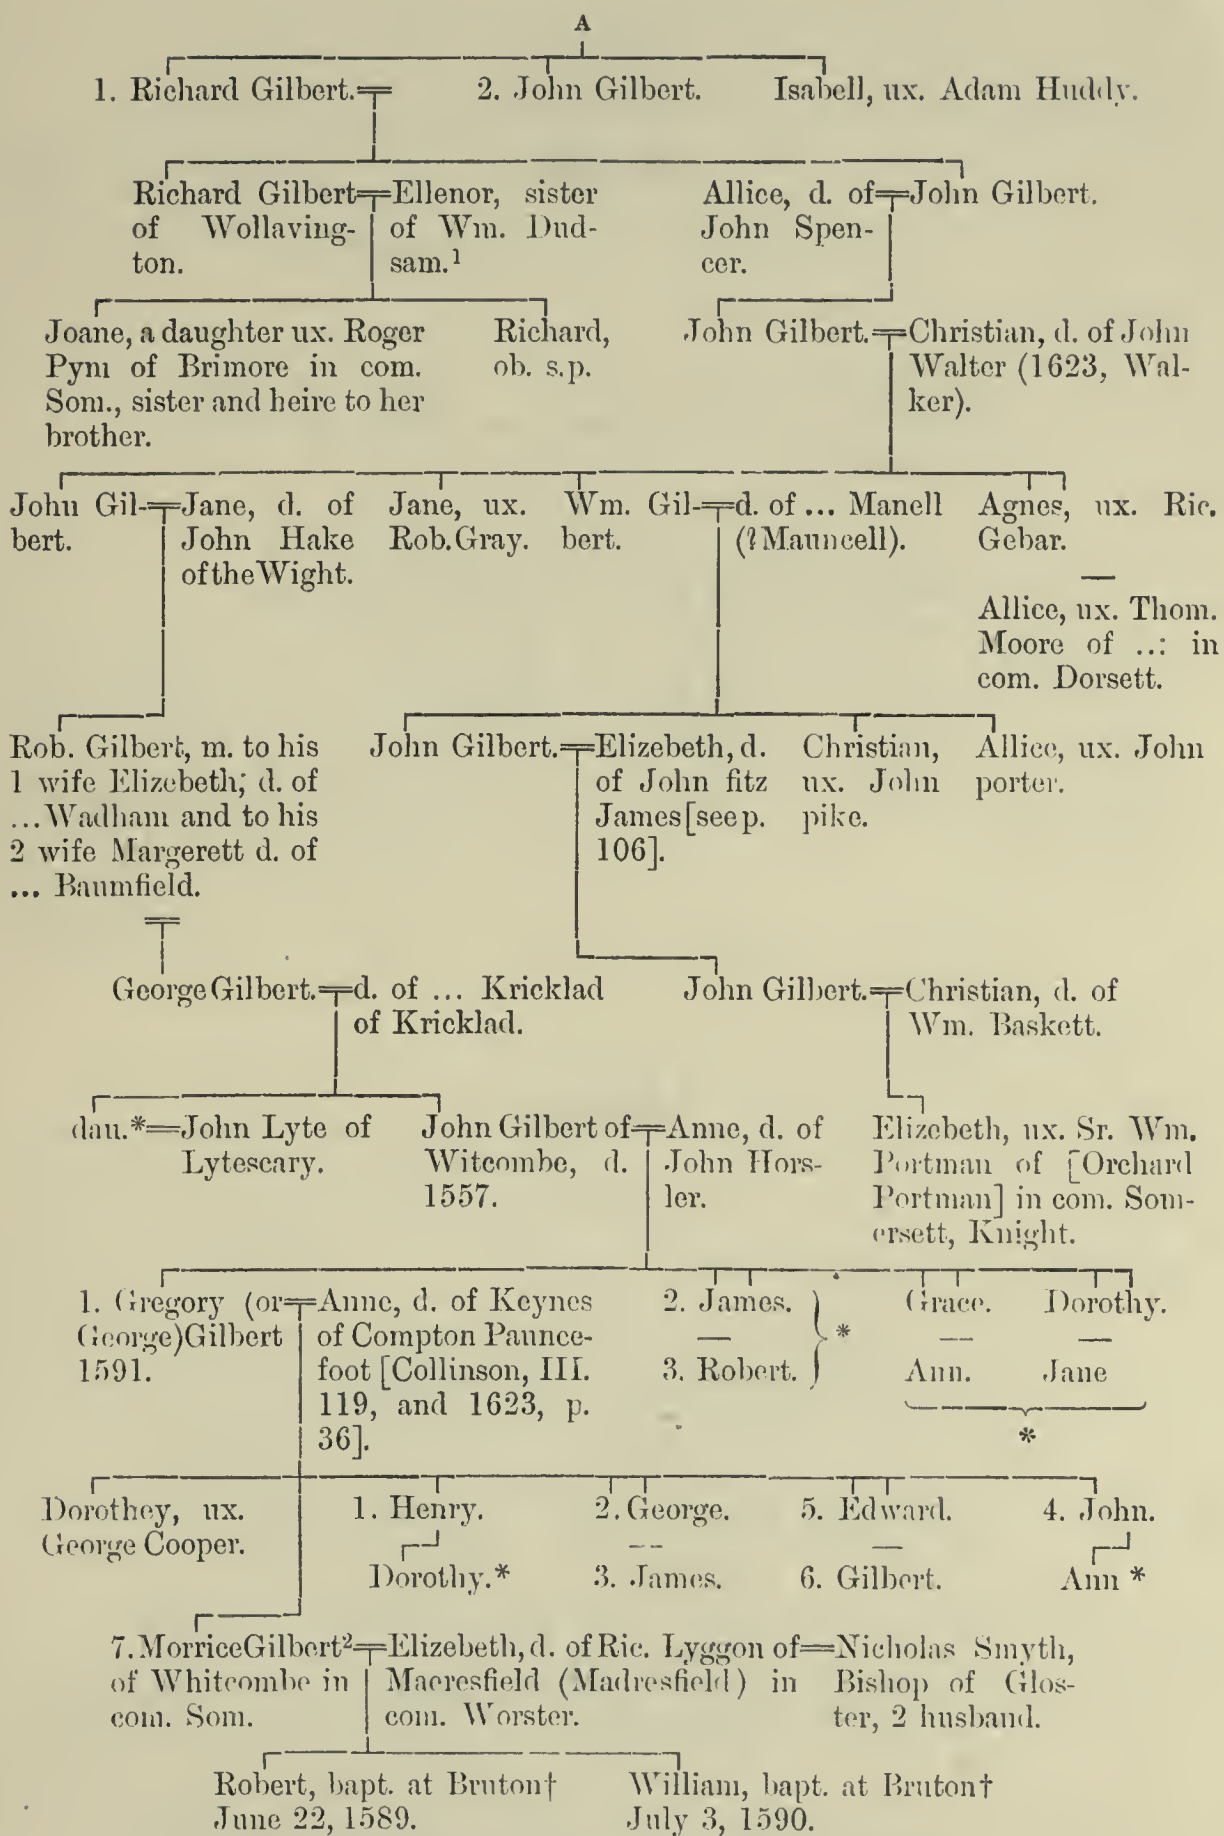 A
1. Richard Gilbert. 2. John Gilbert. Isabell, ux. Adam Huddy.
Richard Gilbert
of Wollaving-
ton.
Ellenor, sister
of Wm. Dud-
sam.¹
Allice, d. of
John Spen-
cer.
John Gilbert.
Joane, a daughter ux. Roger
Pym of Brimore in com.
Som., sister and heire to her
brother.
Richard,
ob. s.p.
John Gilbert.
Christian, d. of John
Walter (1623, Wal-
ker).
John Gil-
bert.
Jane, d. of
John Hake
of the Wight.
Jane, ux.
Rob. Gray.
Wm. Gil-
bert.
d. of ... Manell
(? Mauncell).
Agnes, ux. Ric.
Gebar.
—
Allice, ux. Thom.
Moore of ..: in
com. Dorsett.
Rob. Gilbert, m. to his
1 wife Elizebeth; d. of
... Wadham and to his
2 wife Margerett d. of
... Baumfield.
John Gilbert.
Elizebeth, d.
of John fitz
James [see p.
106].
Christian,
ux. John
pike.
Allice, ux. John
porter.
George Gilbert.
d. of ... Kricklad
of Kricklad.
John Gilbert.
Christian, d. of
Wm. Baskett.
dau.*
John Lyte of
Lytescary.
John Gilbert of
Witcombe, d.
1557.
Anne, d. of
John Hors-
ler.
Elizebeth, ux. Sr. Wm.
Portman of [Orchard
Portman] in com. Som-
ersett, Knight.
1. Gregory (or
George) Gilbert
1591.
Anne, d. of Keynes
of Compton Paunce-
foot [Collinson, III.
119, and 1623, p.
36].
2. James.
—
3. Robert.
*
Grace.
—
Ann.
Dorothy.
—
Jane
*
Dorothey, ux.
George Cooper.
1. Henry.
Dorothy.*
2. George.
—
3. James.
5. Edward.
—
6. Gilbert.
4. John.
Ann *
7. Morrice Gilbert²
of Whitcombe in
com. Som.
Elizebeth, d. of Ric. Lyggon of
Macresfield (Madresfield) in
com. Worster.
Nicholas Smyth,
Bishop of Glos-
ter, 2 husband.
Robert, bapt. at Bruton†
June 22, 1589.
William, bapt. at Bruton†
July 3, 1590.